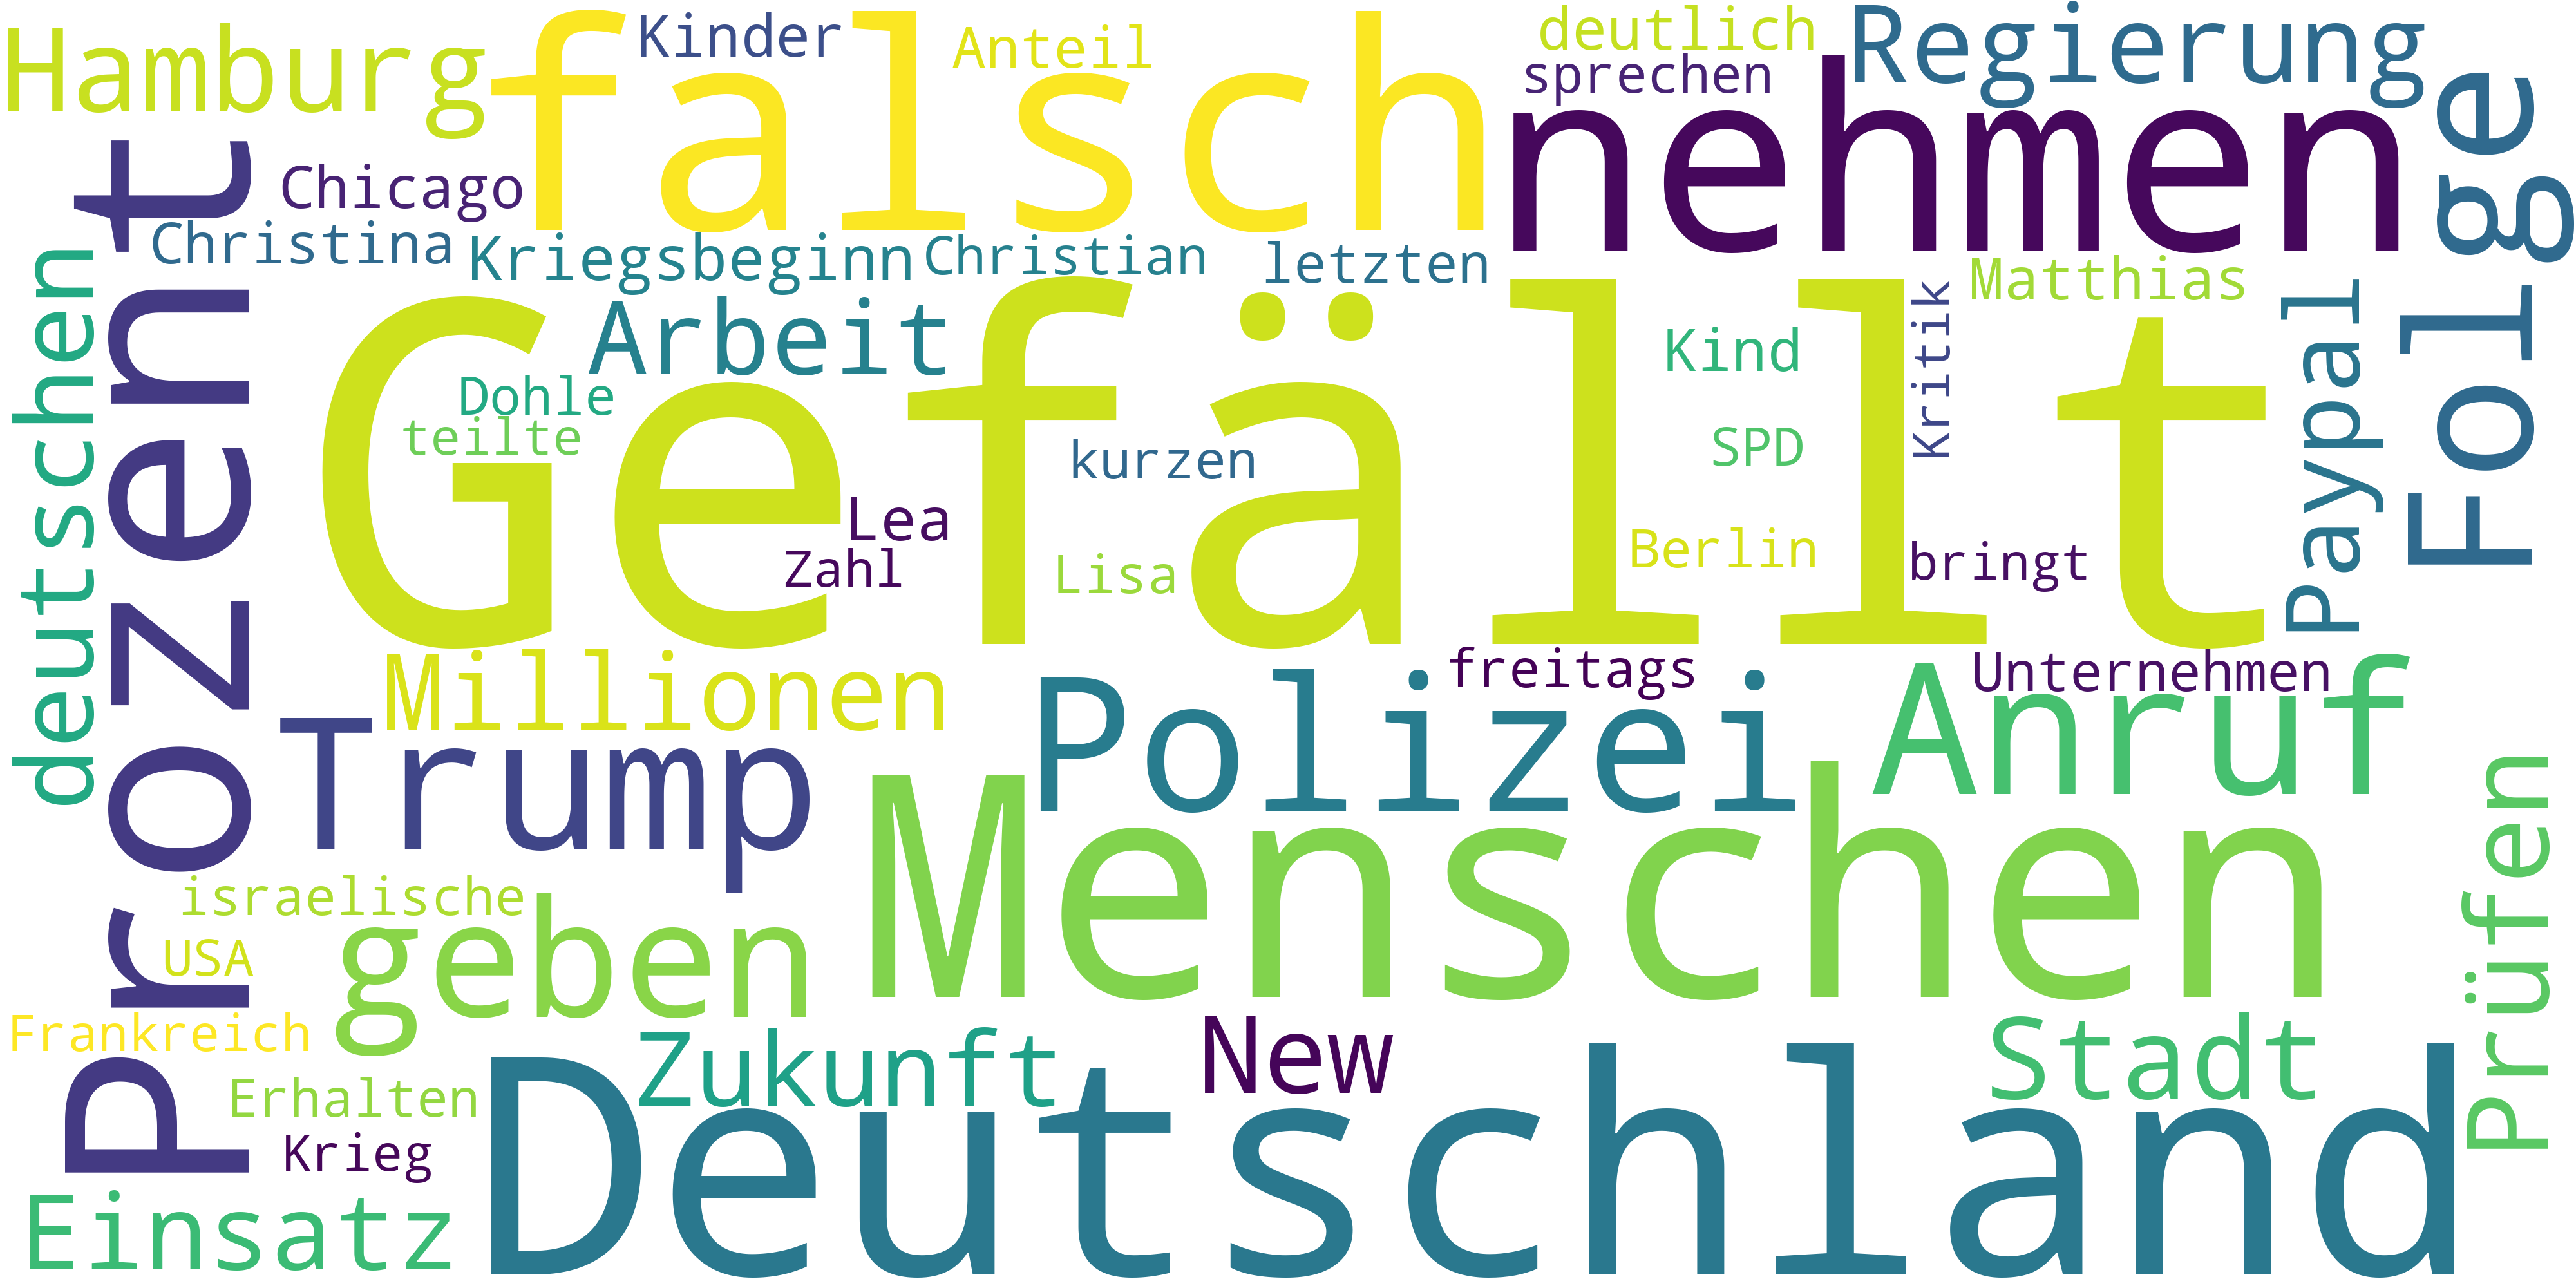 Hamburg
Kinder
falsch
Anteil
deutlich
sprechen
Regierung
nehmen
Folge
Prozent
Chicago
Christina
Kriegsbeginn
Christian
letzten
Matthias
deutschen
Arbeit
Gefällt
Kind
Kritik
Paypal
Dohle
teilte
kurzen
SPD
Lea
Zahl
Lisa
Berlin
bringt
Millionen
Polizei
freitags
Unternehmen
Anruf
Trump
Menschen
Prüfen
israelische
USA
geben
Frankreich
Zukunft
New
Stadt
Erhalten
Krieg
Deutschland
Einsatz